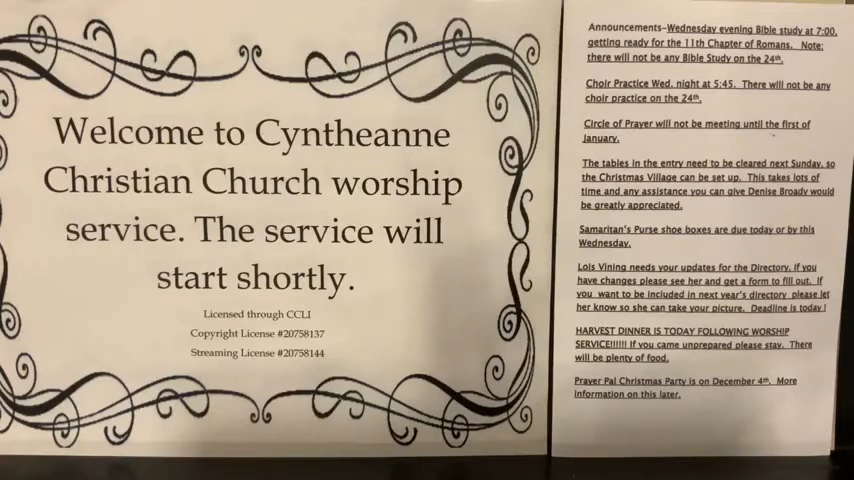 Welcome to Cyntheanne
Christian Church worship
service. The service will
start shortly.
Licensed through CCLI
Copyright License #20758137
Streaming License #20758144
Announcements-Wednesday evening Bible study at 7:00,
getting ready for the 11th Chapter of Romans. Note:
there will not be any Bible Study on the 24th.
Choir Practice Wed. night at 5:45. There will not be any
choir practice on the 24th.
Circle of Prayer will not be meeting until the first of
January.
The tables in the entry need to be cleared next Sunday, so
the Christmas Village can be set up. This takes lots of
time and any assistance you can give Denise Broady would
be greatly appreciated.
Samaritan's Purse shoe boxes are due today or by this
Wednesday.
Lois Vining needs your updates for the Directory. If you
have changes please see her and get a form to fill out. If
you want to be included in next year's directory please let
her know so she can take your picture. Deadline is today!
HARVEST DINNER IS TODAY FOLLOWING WORSHIP
SERVICE!!!!!! If you came unprepared please stay. There
will be plenty of food.
Prayer Pal Christmas Party is on December 4th. More
Information on this later.